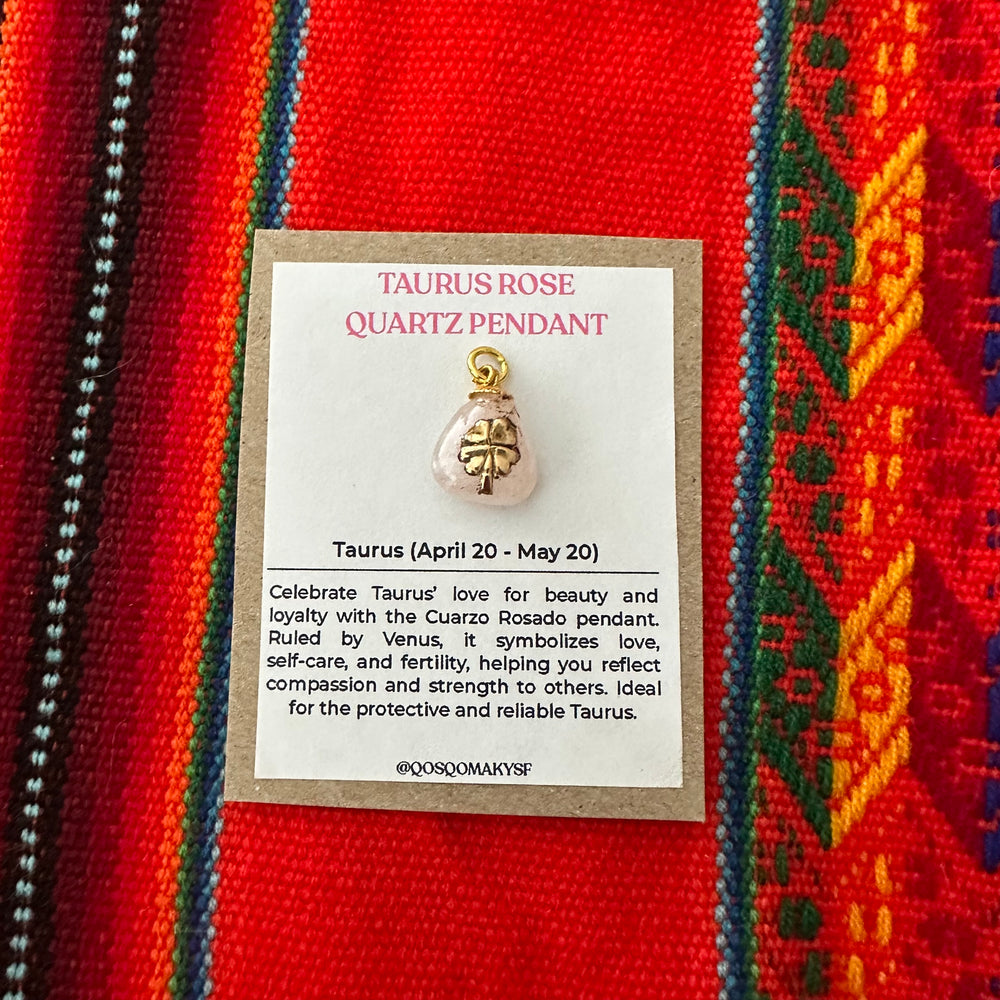 TAURUS ROSE
QUARTZ PENDANT
Taurus (April 20 - May 20)
Celebrate Taurus’ love for beauty and
loyalty with the Cuarzo Rosado pendant.
Ruled by Venus, it symbolizes love,
self-care, and fertility, helping you reflect
compassion and strength to others. Ideal
for the protective and reliable Taurus.
@QOSQOMAKYSF